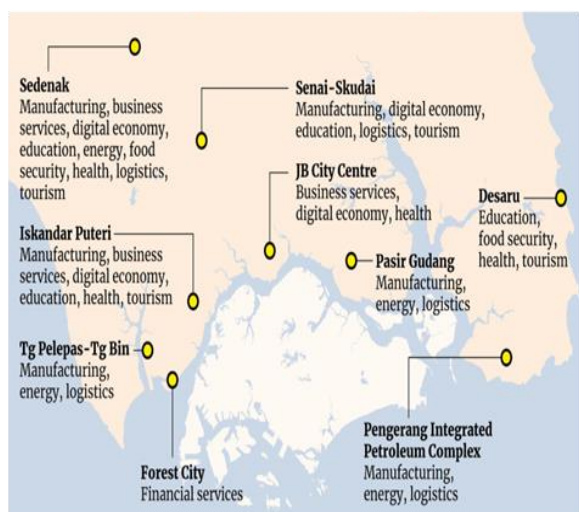 Sedenak
Manufacturing, business
services, digital economy,
education, energy, food
security, health, logistics,
tourism
Senai-Skudai
Manufacturing, digital economy,
education, logistics, tourism
JB City Centre
Business services,
digital economy, health
Desaru
Education,
food security,
health, tourism
Iskandar Puteri
Manufacturing, business
services, digital economy,
education, health, tourism
Pasir Gudang
Manufacturing,
energy, logistics
Tg Pelepas-Tg Bin
Manufacturing,
energy, logistics
Forest City
Financial services
Pengerang Integrated
Petroleum Complex
Manufacturing,
energy, logistics